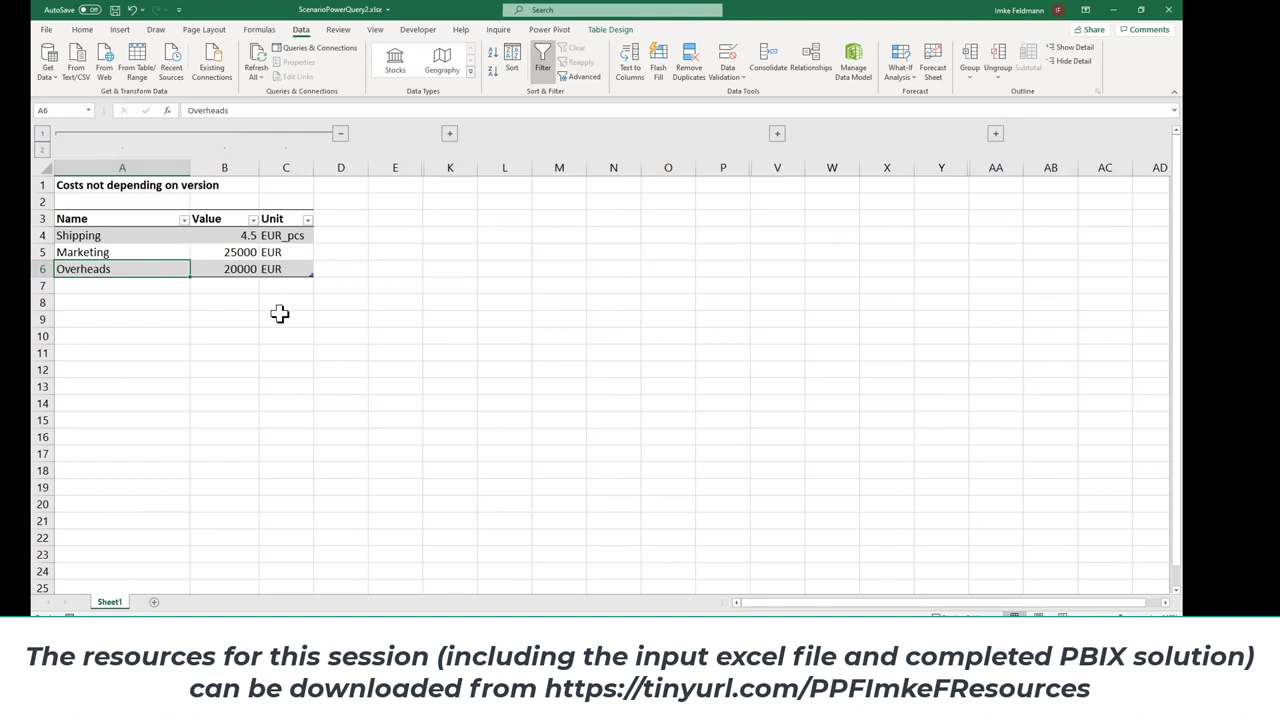 AutoSave Off ScenarioPowerQuery2.xlsx Search Imke Feldmann IF
File Home Insert Draw Page Layout Formulas Data Review View Developer Help Inquire Power Pivot Table Design Share Comments
Get Data From Text/CSV From Web From Table/Range Recent Sources Existing Connections
Get & Transform Data
Refresh All Queries & Connections Properties Edit Links
Queries & Connections
Stocks Geography
Data Types
Sort Filter Clear Reapply Advanced
Sort & Filter
Text to Columns Flash Fill Remove Duplicates Data Validation Consolidate Relationships Manage Data Model
Data Tools
What-If Analysis Forecast Sheet
Forecast
Group Ungroup Subtotal Show Detail Hide Detail
Outline
A6 fx Overheads
1
2
A B C D E K L M N O P V W X Y AA AB AC AD
1 Costs not depending on version
2
3 Name Value Unit
4 Shipping 4.5 EUR_pcs
5 Marketing 25000 EUR
6 Overheads 20000 EUR
7
8
9
10
11
12
13
14
15
16
17
18
19
20
21
22
23
24
25
Sheet1
The resources for this session (including the input excel file and completed PBIX solution)
can be downloaded from https://tinyurl.com/PPFImkeFResources